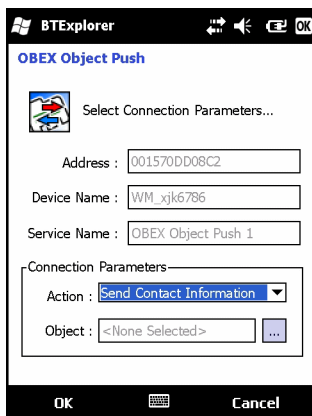 BTExplorer OK
OBEX Object Push
Select Connection Parameters...
Address : 001570DD08C2
Device Name : WM_xjk6786
Service Name : OBEX Object Push 1
Connection Parameters
Action : Send Contact Information
Object : <None Selected> ...
OK Cancel